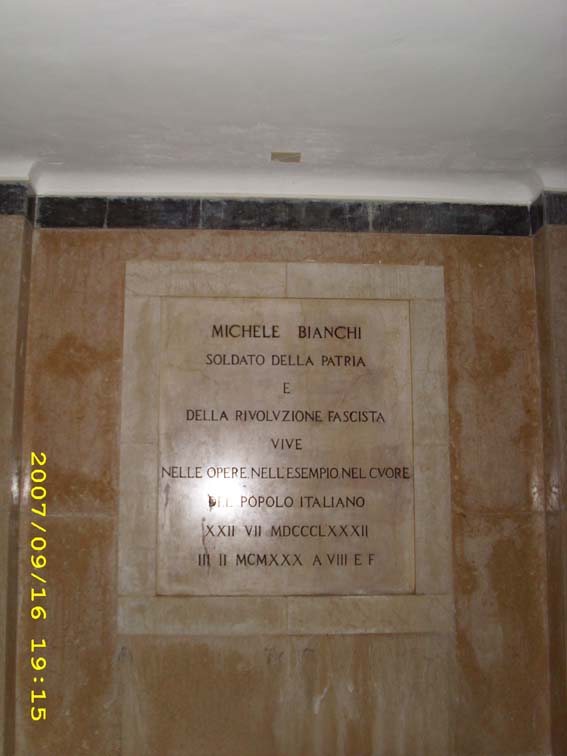 MICHELE BIANCHI
SOLDATO DELLA PATRIA
E
DELLA RIVOLVZIONE FASCISTA
VIVE
NELLE OPERE NELL'ESEMPIO NEL CVORE
DEL POPOLO ITALIANO
XXII VII MDCCCLXXXII
III II MCMXXX A VIII E F
2007/09/16 19:15